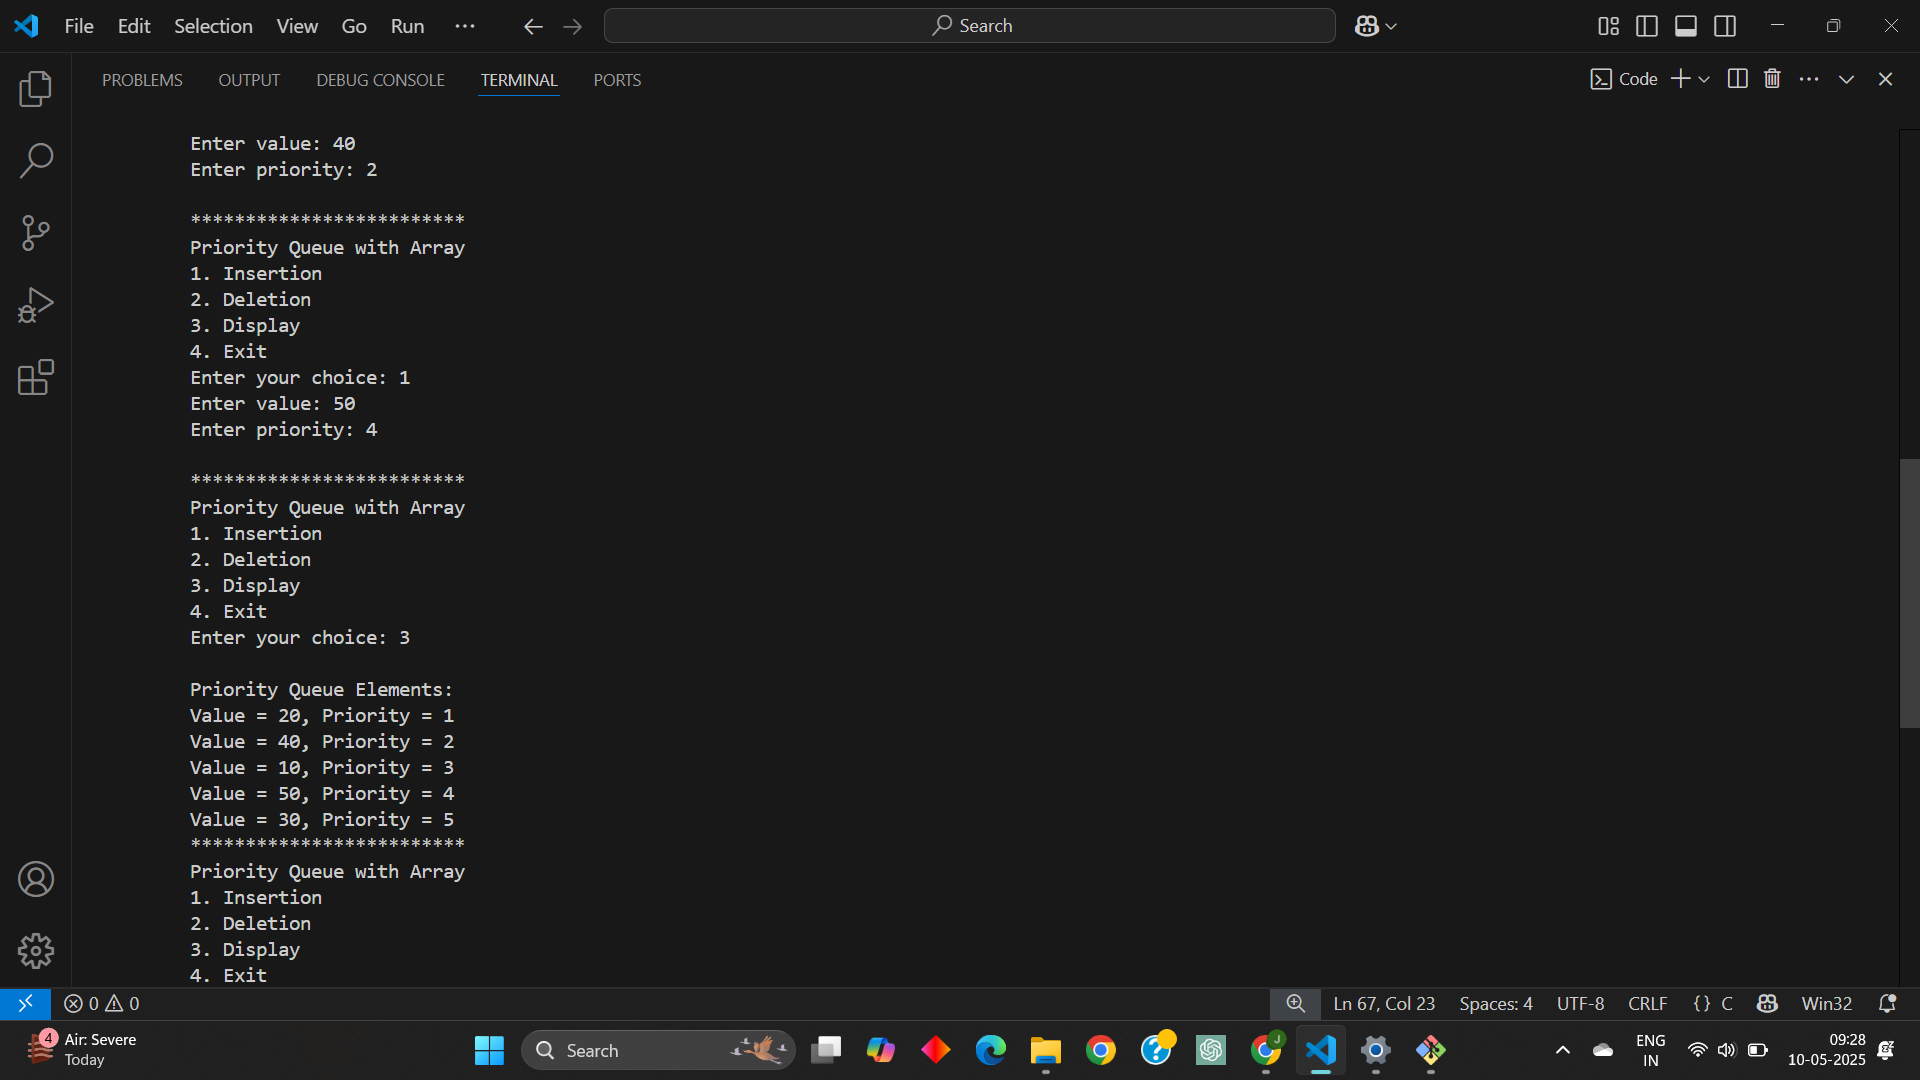 File Edit Selection View Go Run ··· Search
PROBLEMS OUTPUT DEBUG CONSOLE TERMINAL PORTS Code
Enter value: 40
Enter priority: 2
*************************
Priority Queue with Array
1. Insertion
2. Deletion
3. Display
4. Exit
Enter your choice: 1
Enter value: 50
Enter priority: 4
*************************
Priority Queue with Array
1. Insertion
2. Deletion
3. Display
4. Exit
Enter your choice: 3
Priority Queue Elements:
Value = 20, Priority = 1
Value = 40, Priority = 2
Value = 10, Priority = 3
Value = 50, Priority = 4
Value = 30, Priority = 5
*************************
Priority Queue with Array
1. Insertion
2. Deletion
3. Display
4. Exit
0 0 Ln 67, Col 23 Spaces: 4 UTF-8 CRLF {} C Win32
4 Air: Severe
Today
Search
J
ENG
IN
09:28
10-05-2025